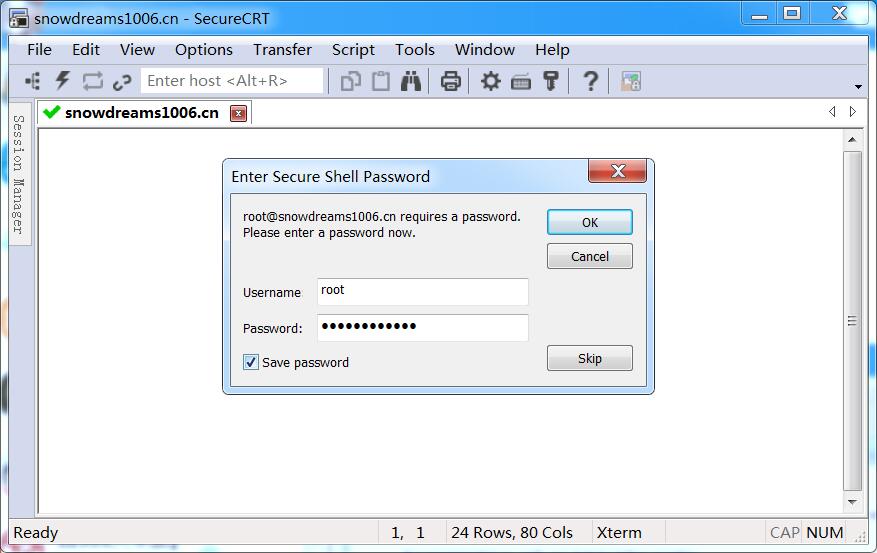 snowdreams1006.cn - SecureCRT
File Edit View Options Transfer Script Tools Window Help
Enter host <Alt+R>
snowdreams1006.cn
Session Manager
Enter Secure Shell Password
root@snowdreams1006.cn requires a password.
Please enter a password now.
OK
Cancel
Username
root
Password:
●●●●●●●●●●●●
Save password
Skip
Ready 1, 1 24 Rows, 80 Cols Xterm CAP NUM